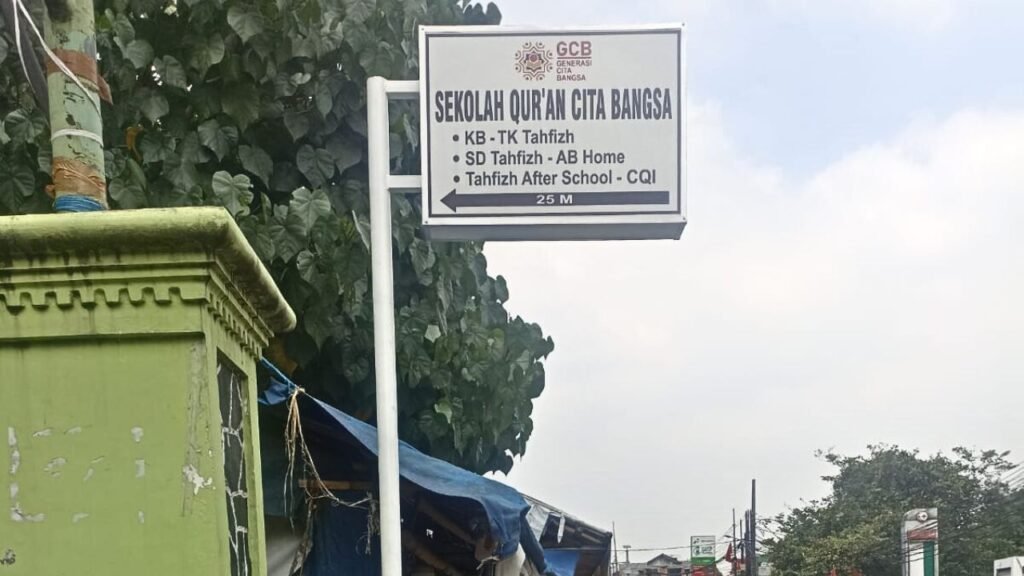 GCB
GENERASI
CITA
BANGSA
SEKOLAH QUR'AN CITA BANGSA
• KB - TK Tahfizh
• SD Tahfizh - AB Home
• Tahfizh After School - CQI
25 M